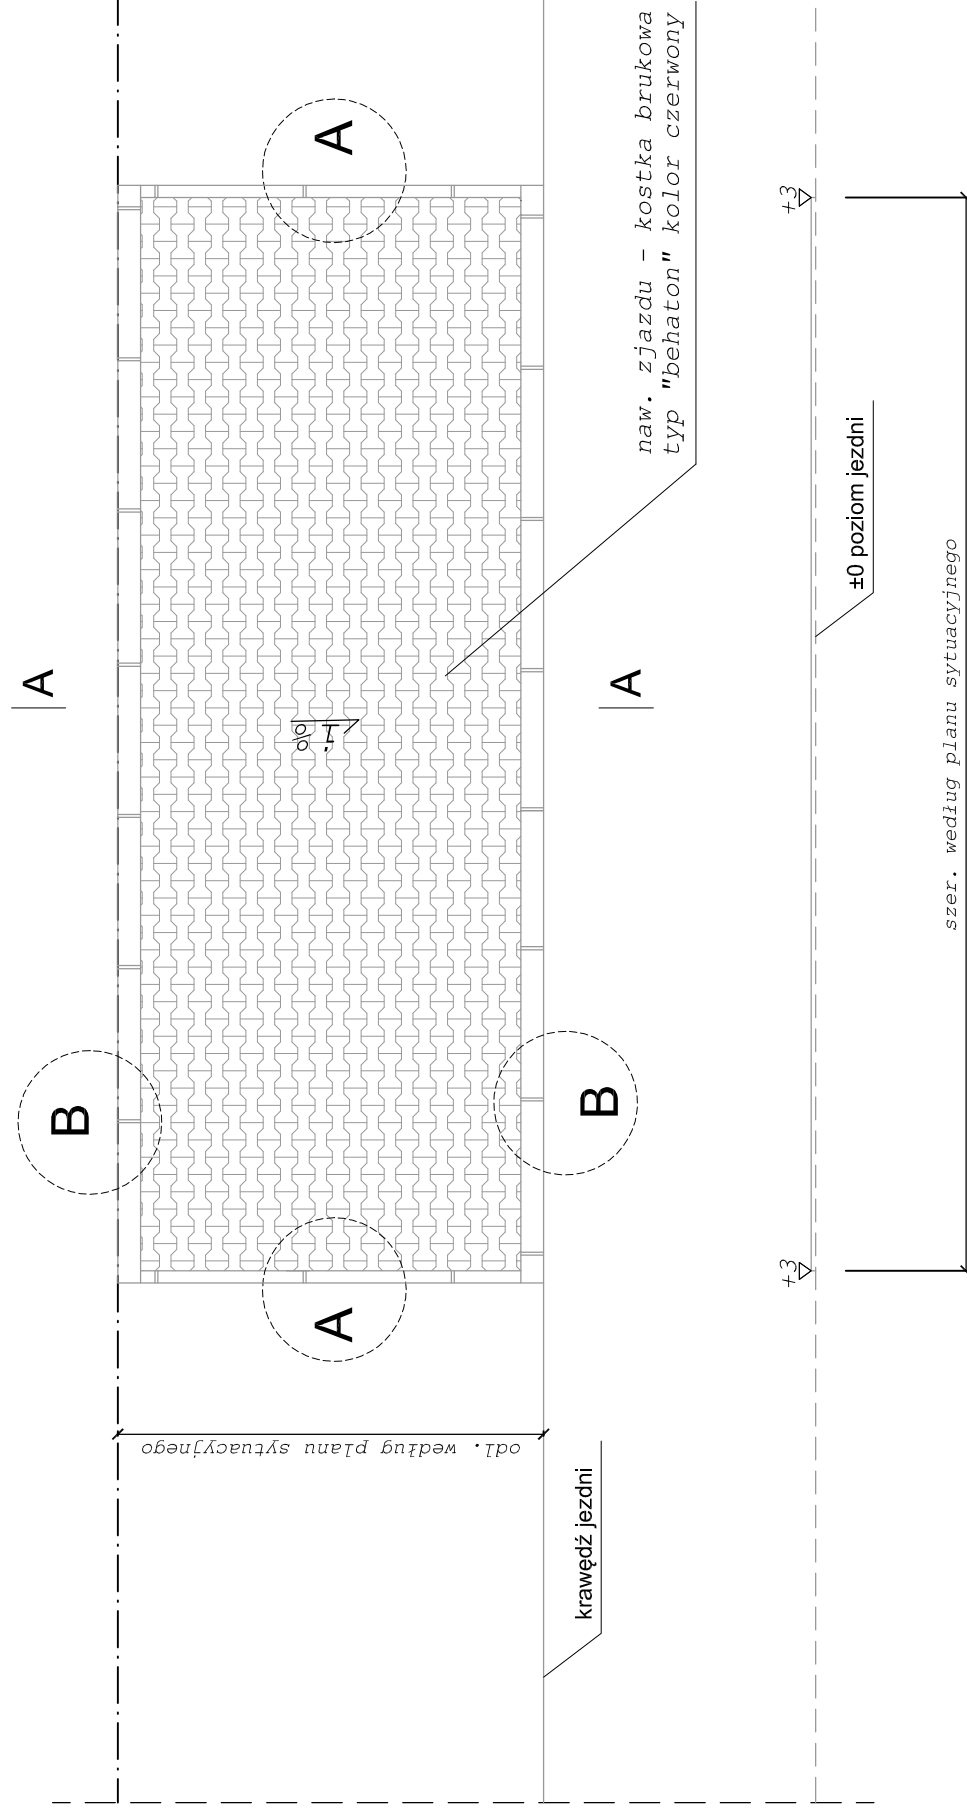 A
A
B
A
i %
A
B
A
odl. według planu sytuacyjnego
krawędź jezdni
naw. zjazdu - kostka brukowa
typ "behaton" kolor czerwony
+3
+3
±0 poziom jezdni
szer. według planu sytuacyjnego